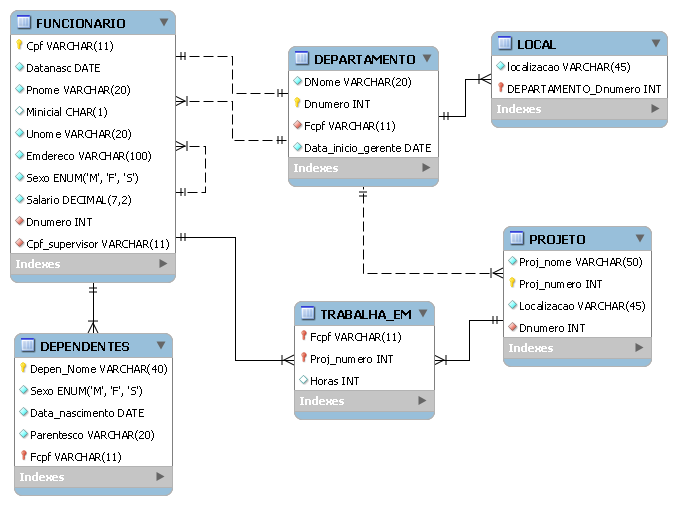 FUNCIONARIO
Cpf VARCHAR(11)
Datanasc DATE
Pnome VARCHAR(20)
Minicial CHAR(1)
Unome VARCHAR(20)
Emdereco VARCHAR(100)
Sexo ENUM('M', 'F', 'S')
Salario DECIMAL(7,2)
Dnumero INT
Cpf_supervisor VARCHAR(11)
Indexes
DEPARTAMENTO
DNome VARCHAR(20)
Dnumero INT
Fcpf VARCHAR(11)
Data_inicio_gerente DATE
Indexes
LOCAL
localizacao VARCHAR(45)
DEPARTAMENTO_Dnumero INT
Indexes
PROJETO
Proj_nome VARCHAR(50)
Proj_numero INT
Localizacao VARCHAR(45)
Dnumero INT
Indexes
TRABALHA_EM
Fcpf VARCHAR(11)
Proj_numero INT
Horas INT
Indexes
DEPENDENTES
Depen_Nome VARCHAR(40)
Sexo ENUM('M', 'F', 'S')
Data_nascimento DATE
Parentesco VARCHAR(20)
Fcpf VARCHAR(11)
Indexes